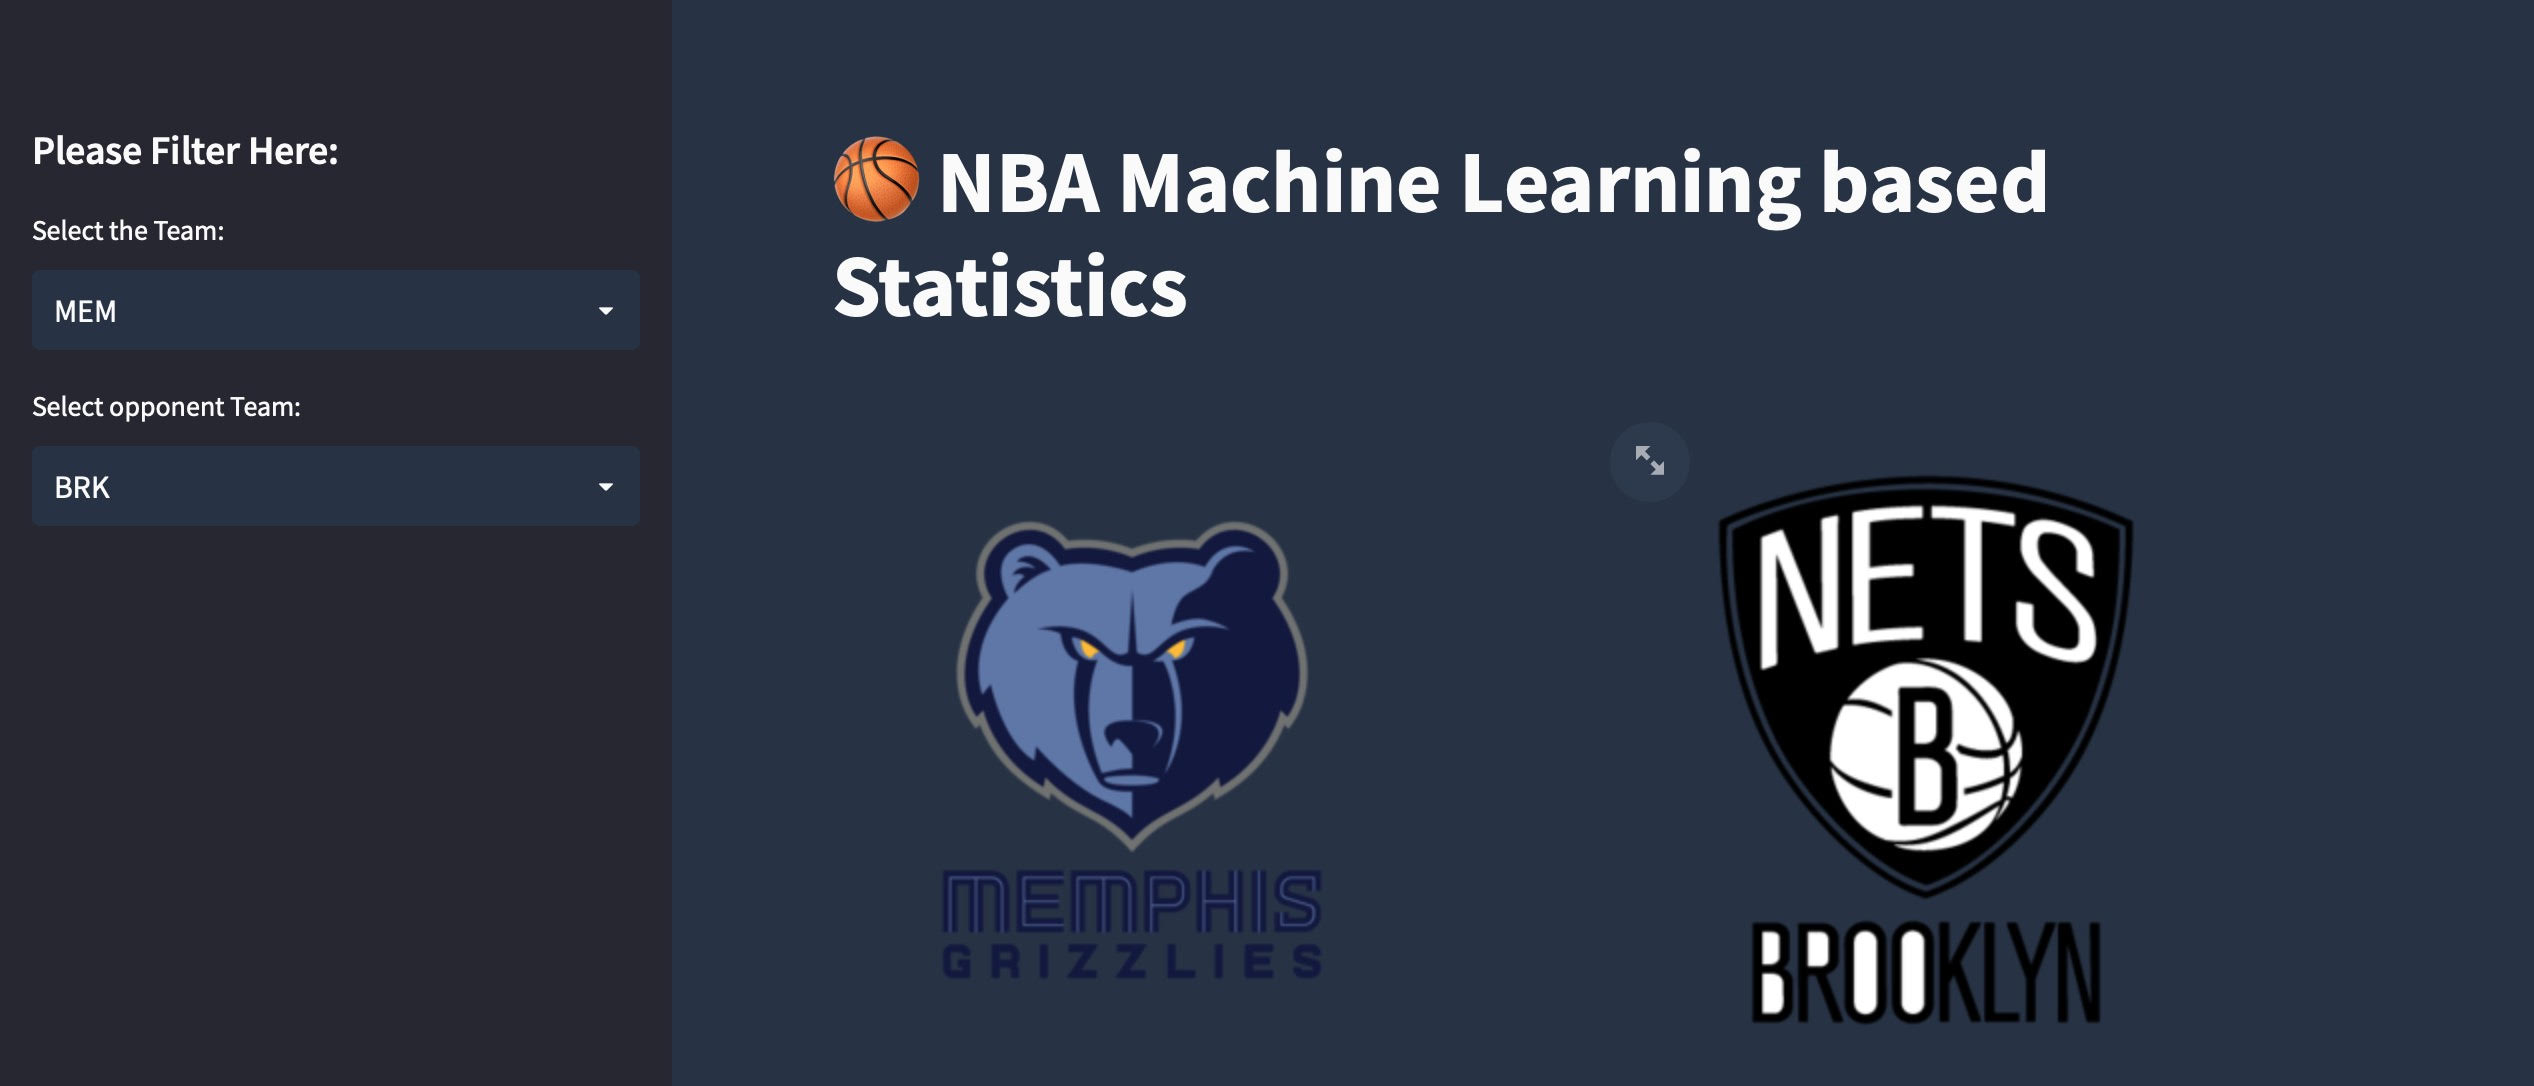 Please Filter Here:
Select the Team:
MEM
Select opponent Team:
BRK
🏀 NBA Machine Learning based
Statistics
MEMPHIS
GRIZZLIES
NETS
B
BROOKLYN